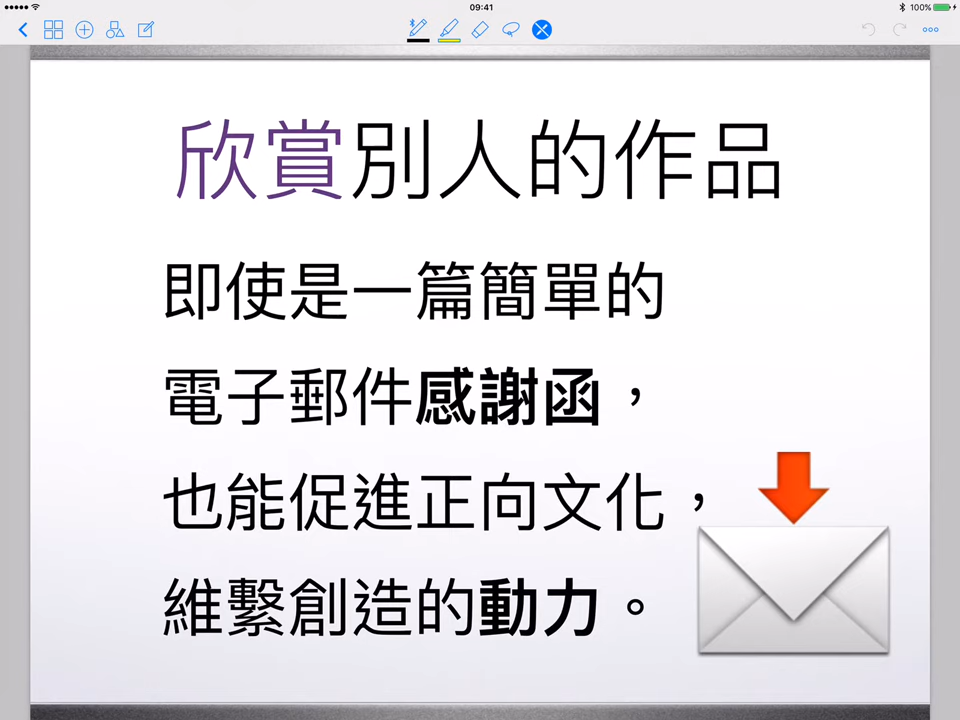 09:41
100%
欣賞別人的作品
即使是一篇簡單的
電子郵件感謝函，
也能促進正向文化，
維繫創造的動力。